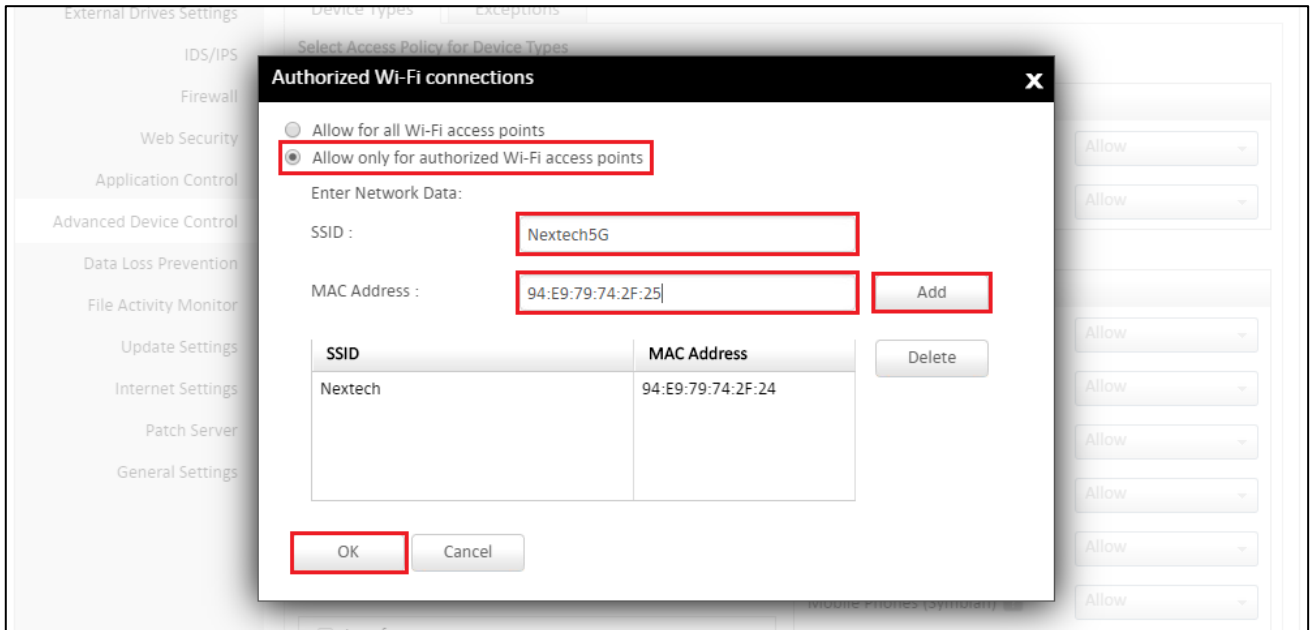 External Drives Settings
Device Types
Exceptions
IDS/IPS
Select Access Policy for Device Types
Firewall
Web Security
Application Control
Advanced Device Control
Data Loss Prevention
File Activity Monitor
Update Settings
Internet Settings
Patch Server
General Settings
Authorized Wi-Fi connections
X
Allow for all Wi-Fi access points
Allow only for authorized Wi-Fi access points
Enter Network Data:
SSID :
Nextech5G
MAC Address :
94:E9:79:74:2F:25
Add
SSID
MAC Address
Delete
Nextech
94:E9:79:74:2F:24
OK
Cancel
Allow
Allow
Allow
Allow
Allow
Allow
Allow
Mobile Phones (Symbian)
Allow